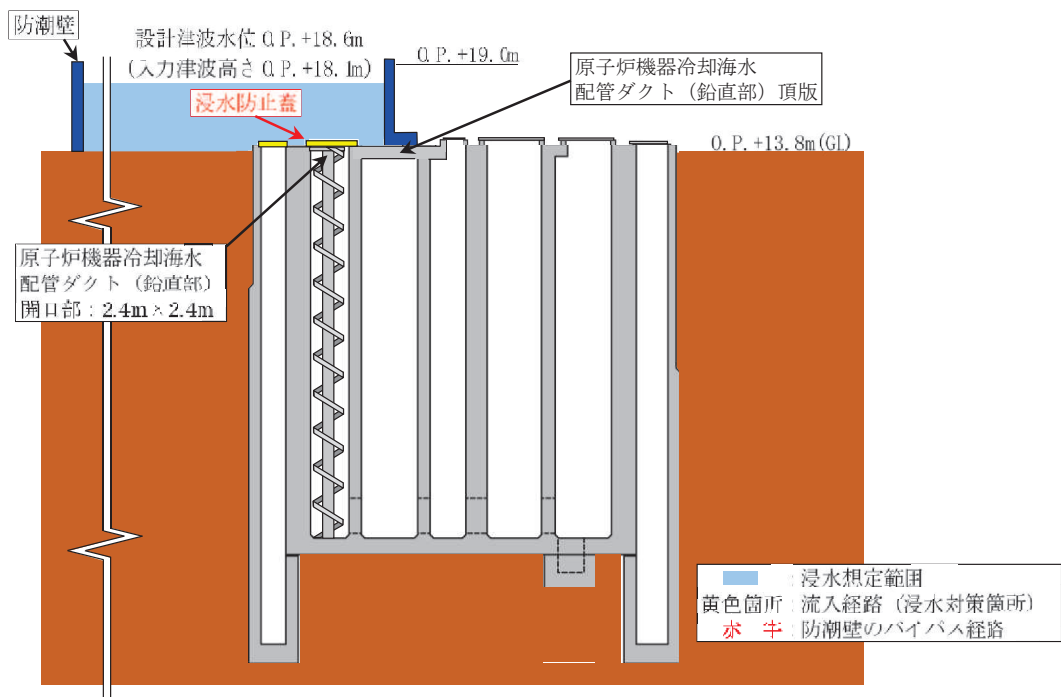 防潮壁
設計津波水位 O.P.+18.6m
(入力津波高さ O.P.+18.1m)
O.P.+19.0m
浸水防止蓋
原子炉機器冷却海水
配管ダクト（鉛直部）頂版
O.P.+13.8m(GL)
原子炉機器冷却海水
配管ダクト（鉛直部）
開口部：2.4m×2.4m
：浸水想定範囲
黄色箇所：流入経路（浸水対策箇所）
：防潮壁のバイパス経路